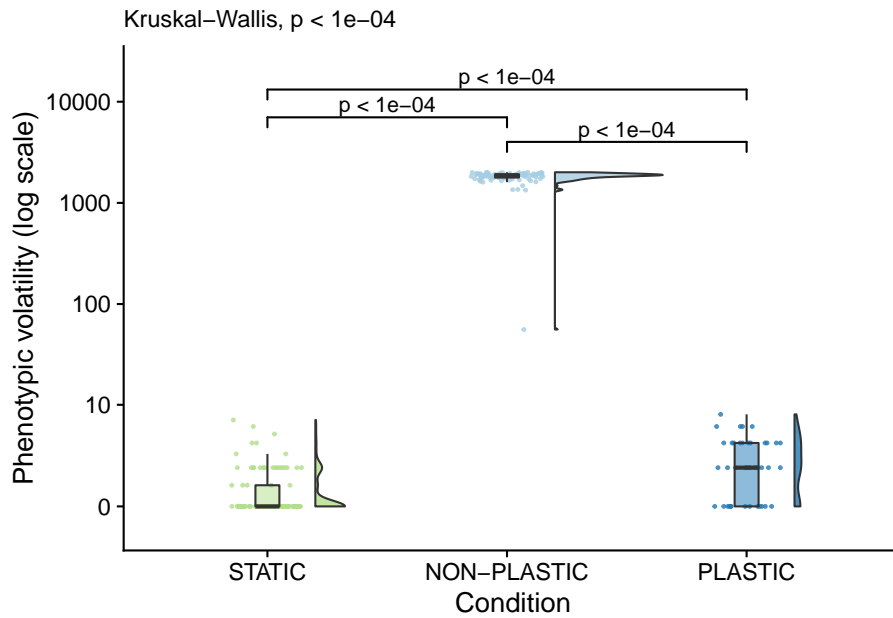 Kruskal−Wallis, p < 1e−04
p < 1e−04
p < 1e−04
p < 1e−04
10000
1000
100
10
0
Phenotypic volatility (log scale)
STATIC
NON−PLASTIC
PLASTIC
Condition